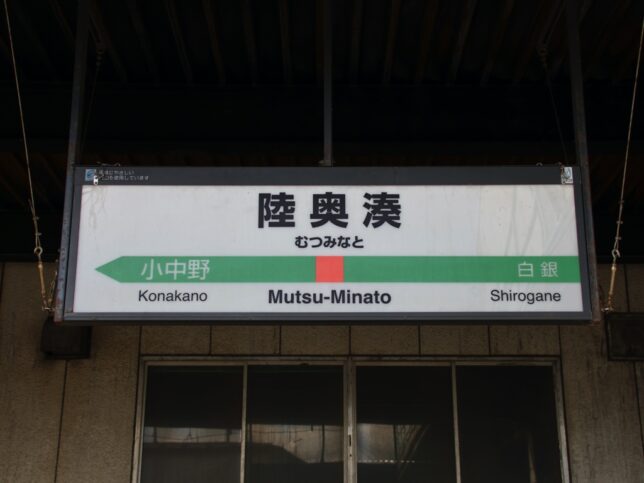 陸奥湊
むつみなと
小中野 白銀
Konakano Mutsu-Minato Shirogane